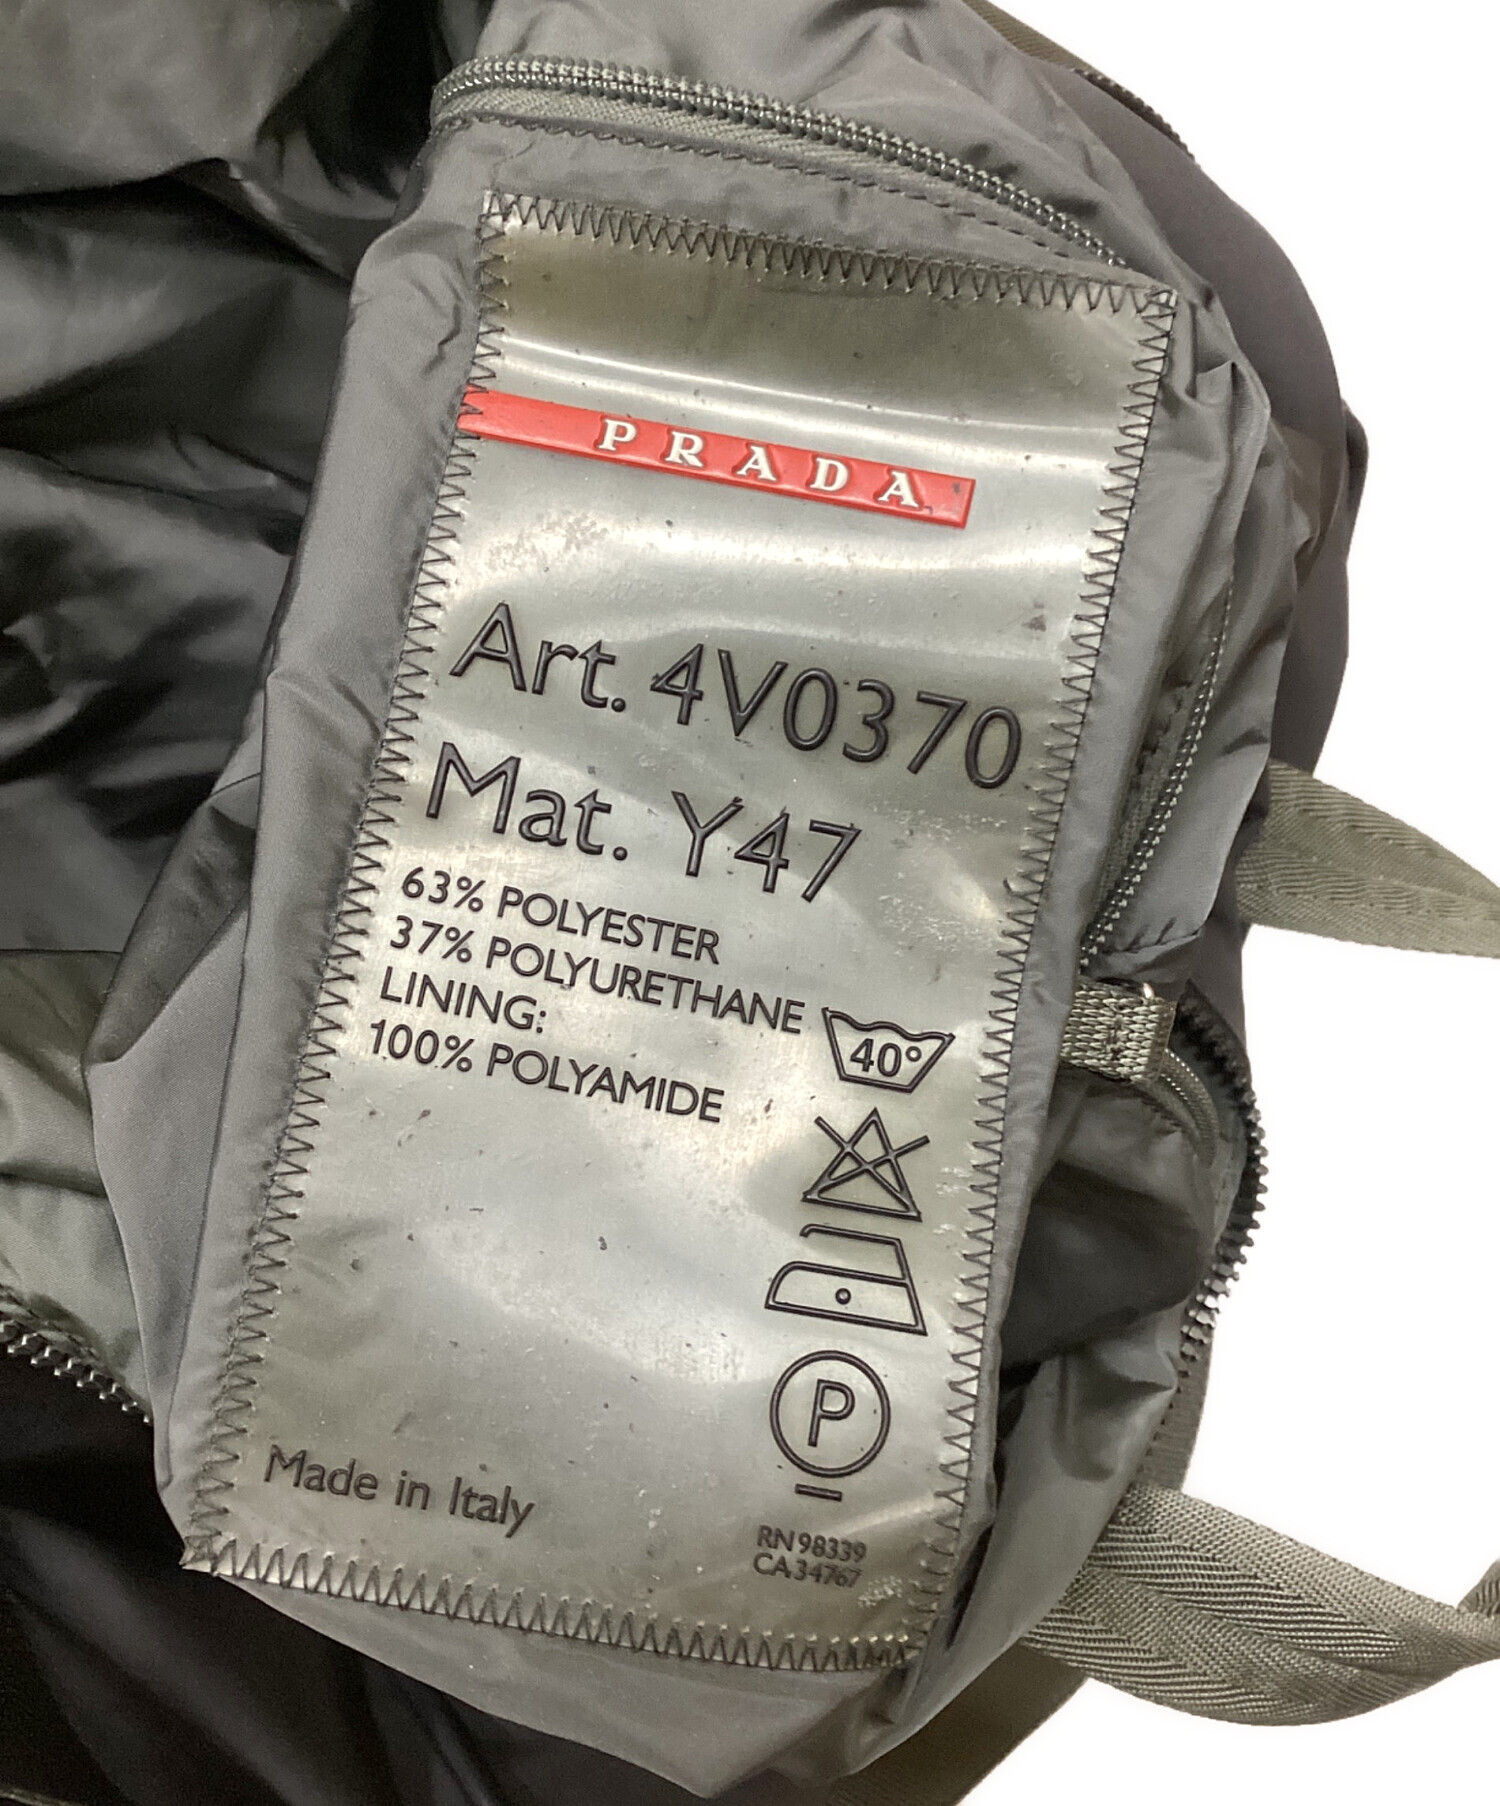 PRADA
Art. 4V0370
Mat. Y47
63% POLYESTER
37% POLYURETHANE
LINING:
100% POLYAMIDE
40°
P
Made in Italy
RN 98339
CA 34767